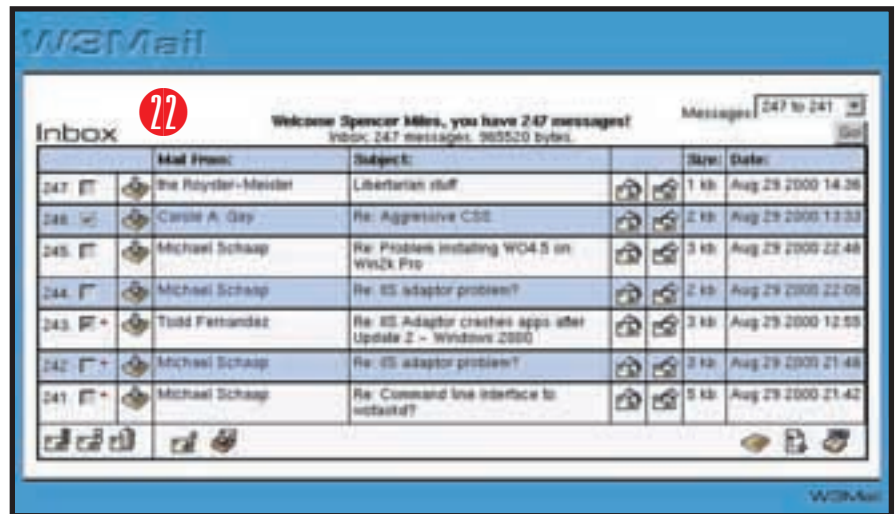 W3Mail
22
Inbox
Welcome Spencer Miles, you have 247 messages!
Inbox: 247 messages. 965520 bytes.
Messages: 247 to 241
Go!
Mail From: Subject: Size: Date:
247. the Royster-Meister Libertarian stuff 1 kb Aug 29 2000 14:36
246. Carole A. Gay Re: Aggressive CSS 2 kb Aug 29 2000 13:33
245. Michael Schaap Re: Problem installing WO4.5 on 3 kb Aug 29 2000 22:48
Win2k Pro
244. Michael Schaap Re: IIS adaptor problem? 2 kb Aug 29 2000
243. Todd Fernandez Re: IIS Adaptor crashes apps after 3 kb Aug 29 2000 12:55
Update 2 - Windows 2000
242. Michael Schaap Re: IIS adaptor problem? kb Aug 29 2000 21:48
241. Michael Schaap Re: Command line interface to 5 kb Aug 29 2000 21:42
W3Mail